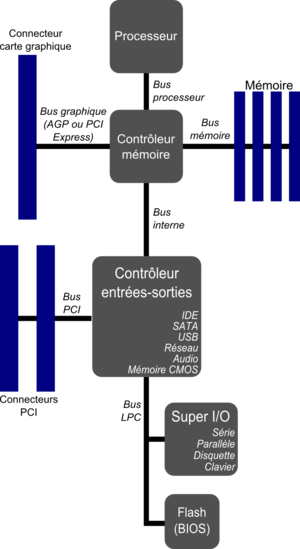 Connecteur
carte graphique
Processeur
Bus
processeur
Bus graphique
(AGP ou PCI
Express)
Contrôleur
mémoire
Bus
mémoire
Mémoire
Bus
interne
Contrôleur
entrées-sorties
IDE
SATA
USB
Réseau
Audio
Mémoire CMOS
Bus
PCI
Connecteurs
PCI
Bus
LPC
Super I/O
Série
Parallèle
Disquette
Clavier
Flash
(BIOS)